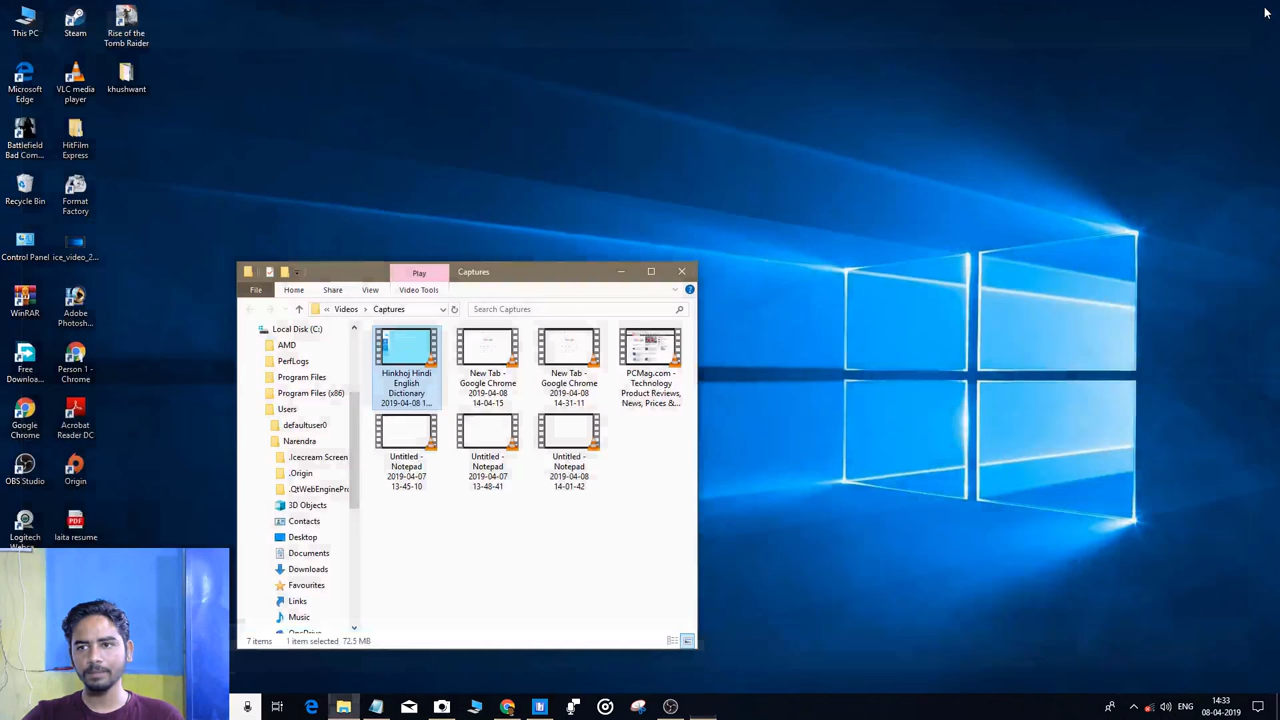 This PC
Steam
Rise of the
Tomb Raider
Microsoft
Edge
VLC media
player
khushwant
Battlefield
Bad Com...
HitFilm
Express
Recycle Bin
Format
Factory
Control Panel
ice_video_2...
WinRAR
Adobe
Photosh...
Free
Downloa...
Person 1 -
Chrome
Google
Chrome
Acrobat
Reader DC
OBS Studio
Origin
Logitech
Webca...
laita resume
Play
Captures
File
Home
Share
View
Video Tools
Videos
Captures
Search Captures
Local Disk (C:)
AMD
PerfLogs
Program Files
Program Files (x86)
Users
defaultuser0
Narendra
.Icecream Screen
.Origin
.QtWebEnginePro
3D Objects
Contacts
Desktop
Documents
Downloads
Favourites
Links
Music
OneDrive
Hinkhoj Hindi
English
Dictionary
2019-04-08 1...
New Tab -
Google Chrome
2019-04-08
14-04-15
New Tab -
Google Chrome
2019-04-08
14-31-11
PCMag.com -
Technology
Product Reviews,
News, Prices &...
Untitled -
Notepad
2019-04-07
13-45-10
Untitled -
Notepad
2019-04-07
13-48-41
Untitled -
Notepad
2019-04-08
14-01-42
7 items
1 item selected 72.5 MB
ENG
14:33
08-04-2019